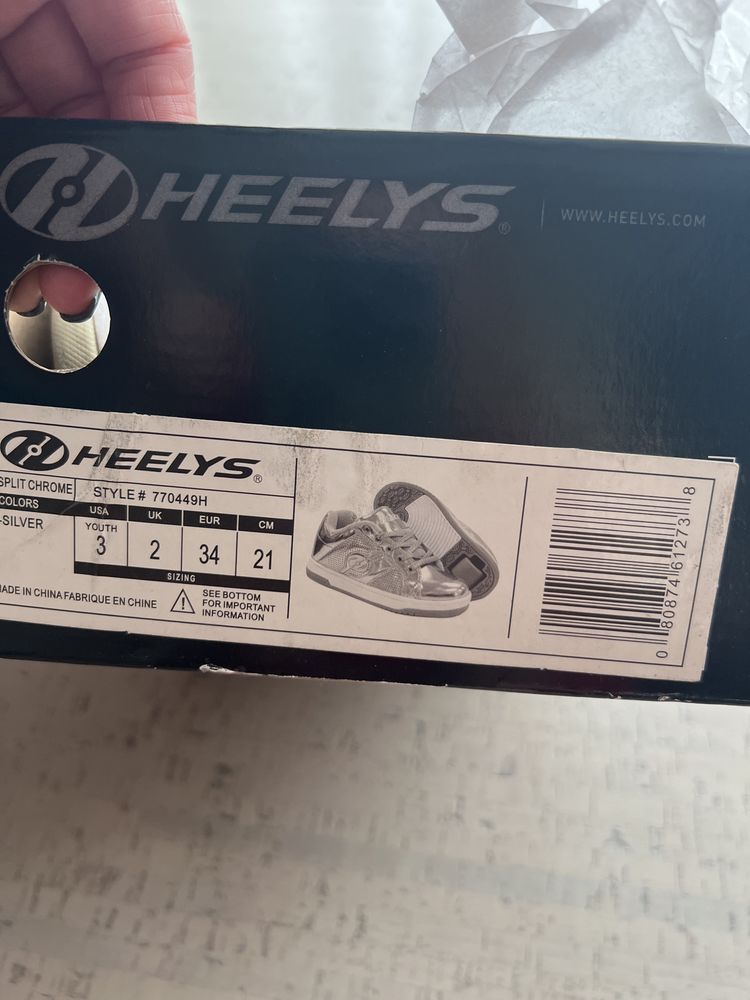 HEELYS® | WWW.HEELYS.COM
HEELYS®
SPLIT CHROME STYLE # 770449H
COLORS USA UK EUR CM
-SILVER YOUTH 3 2 34 21
SIZING
MADE IN CHINA FABRIQUE EN CHINE
SEE BOTTOM
FOR IMPORTANT
INFORMATION
0 80874 61273 8